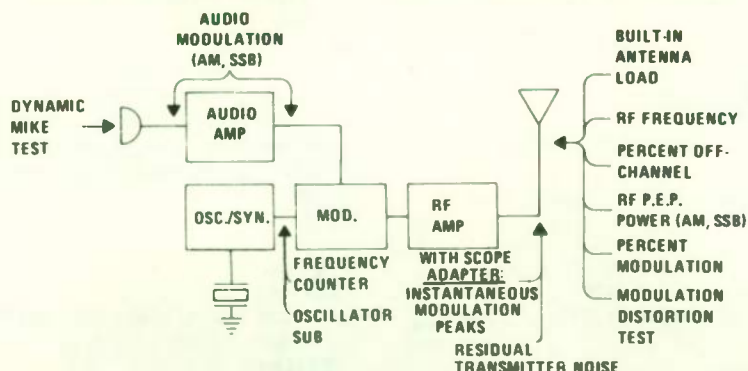 AUDIO
MODULATION
(AM, SSB)
DYNAMIC
MIKE
TEST
AUDIO
AMP
OSC./SYN.
MOD.
RF
AMP
FREQUENCY
COUNTER
OSCILLATOR
SUB
WITH SCOPE
ADAPTER:
INSTANTANEOUS
MODULATION
PEAKS
RESIDUAL
TRANSMITTER NOISE
BUILT-IN
ANTENNA
LOAD
RF FREQUENCY
PERCENT OFF-
CHANNEL
RF P.E.P.
POWER (AM, SSB)
PERCENT
MODULATION
MODULATION
DISTORTION
TEST